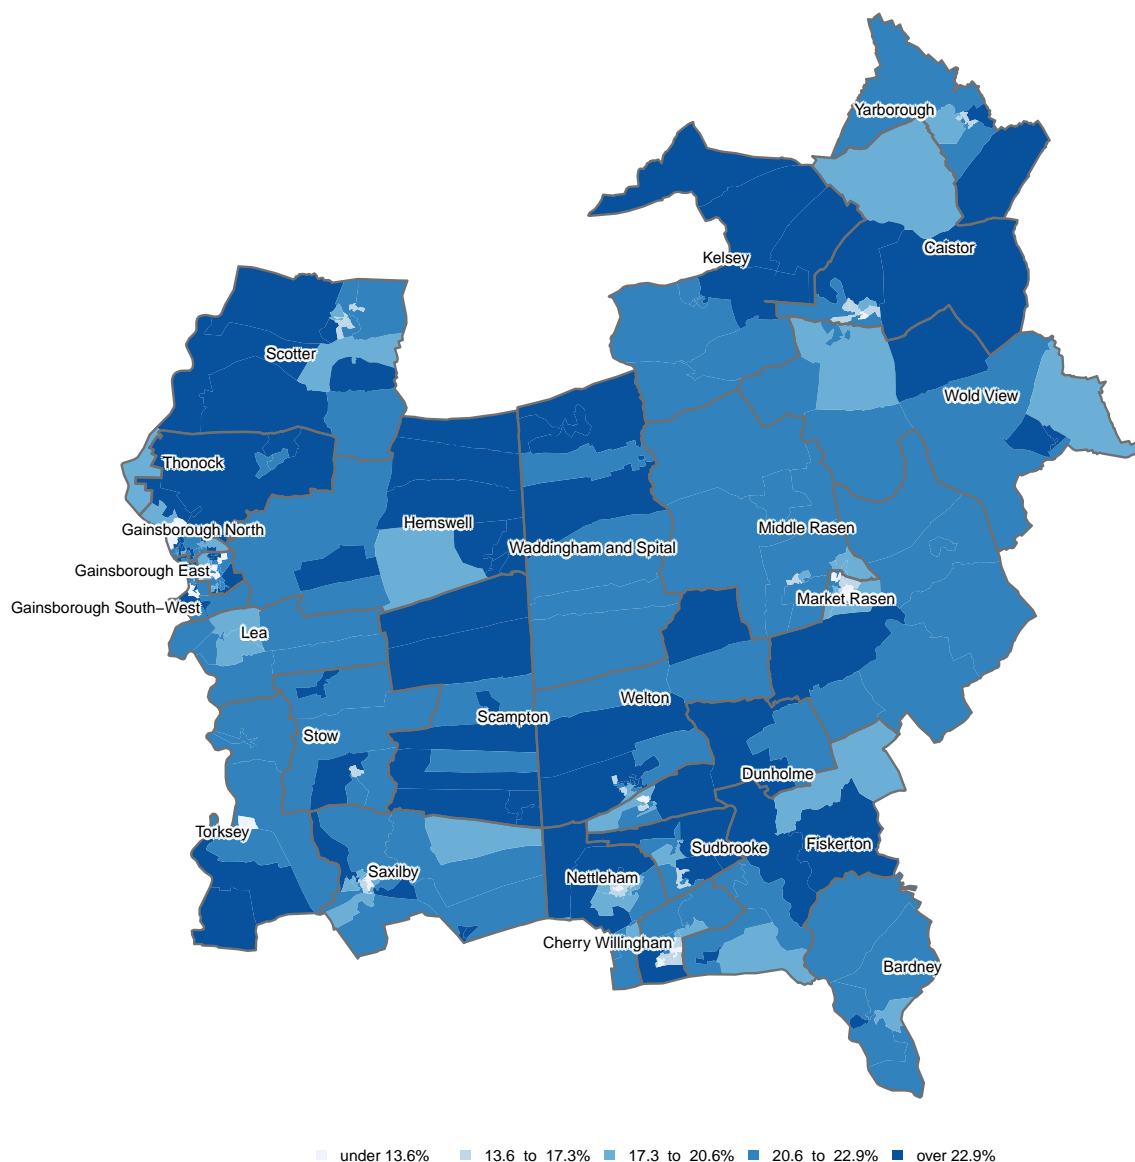 Yarborough
Caistor
Kelsey
Scotter
Wold View
Thonock
Hemswell
Gainsborough North
Middle Rasen
Waddingham and Spital
Gainsborough East
Market Rasen
Gainsborough South−West
Lea
Welton
Scampton
Stow
Dunholme
Torksey
Fiskerton
Sudbrooke
Saxilby
Nettleham
Cherry Willingham
Bardney
under 13.6% 13.6 to 17.3% 17.3 to 20.6% 20.6 to 22.9% over 22.9%